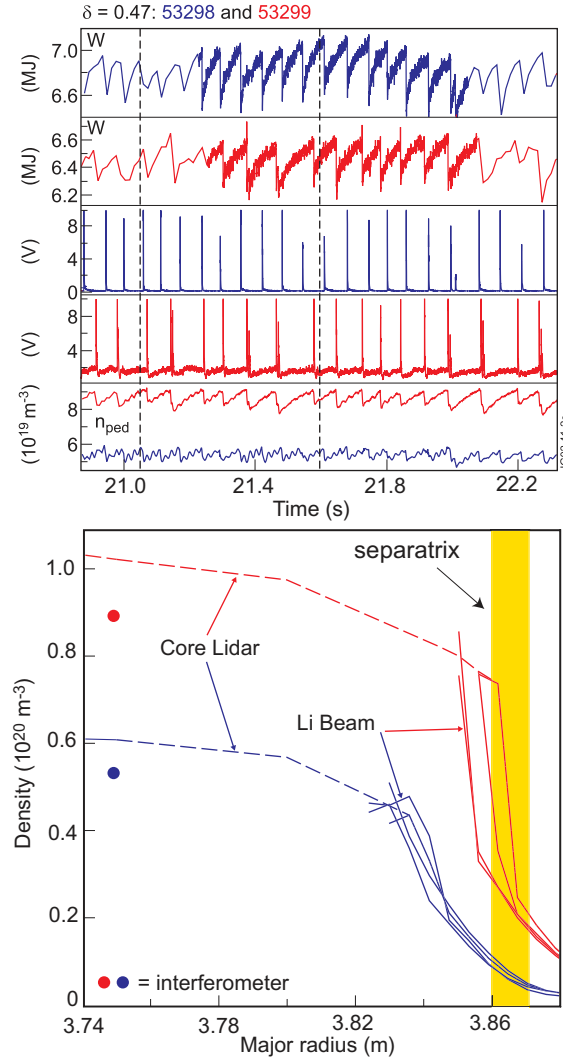 δ = 0.47: 53298 and 53299
W
7.0
(MJ)
6.6
W
6.6
(MJ)
6.2
8
(V)
4
0
8
(V)
4
(10¹⁹ m⁻³)
8
nped
6
21.0
21.4
21.8
22.2
Time (s)
separatrix
1.0
Core Lidar
0.8
Li Beam
0.6
Density (10²⁰ m⁻³)
0.4
0.2
= interferometer
0
3.74
3.78
3.82
3.86
Major radius (m)